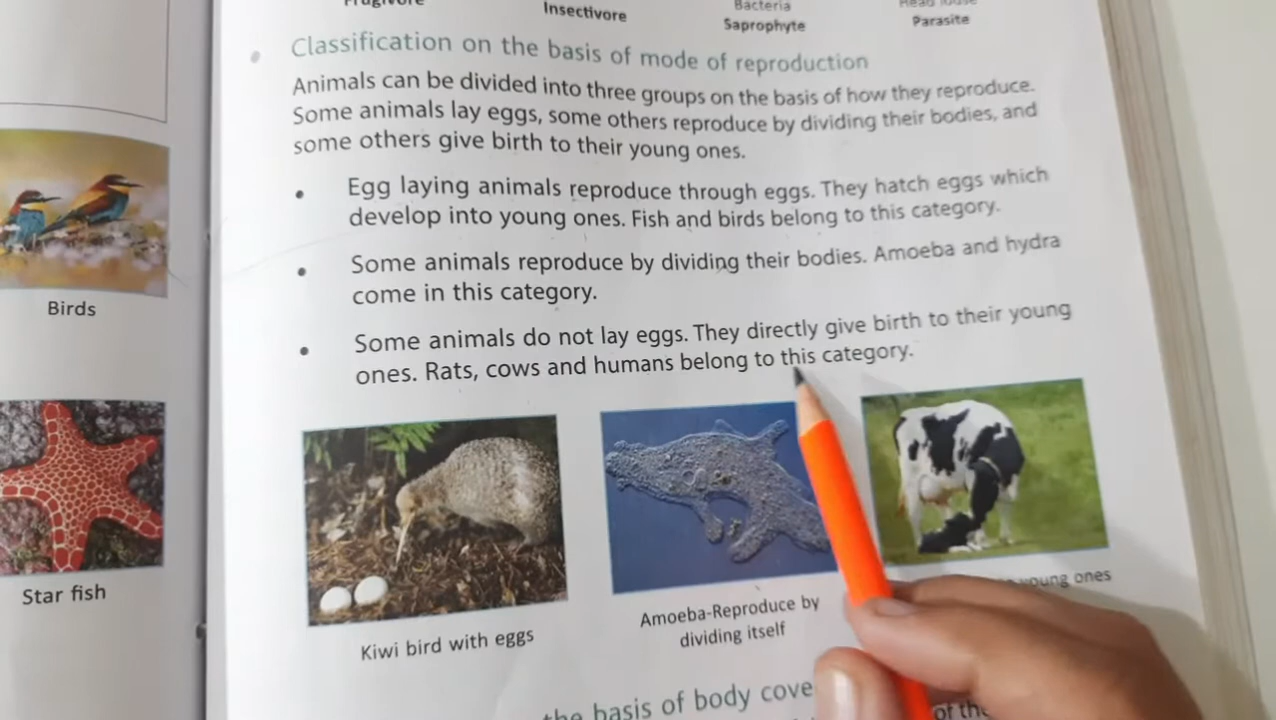 Frugivore
Insectivore
Bacteria
Saprophyte
Head louse
Parasite
Classification on the basis of mode of reproduction
Animals can be divided into three groups on the basis of how they reproduce.
Some animals lay eggs, some others reproduce by dividing their bodies, and
some others give birth to their young ones.
• Egg laying animals reproduce through eggs. They hatch eggs which
develop into young ones. Fish and birds belong to this category.
• Some animals reproduce by dividing their bodies. Amoeba and hydra
come in this category.
• Some animals do not lay eggs. They directly give birth to their young
ones. Rats, cows and humans belong to this category.
Birds
Star fish
Kiwi bird with eggs
Amoeba-Reproduce by
dividing itself
young ones
the basis of body
of